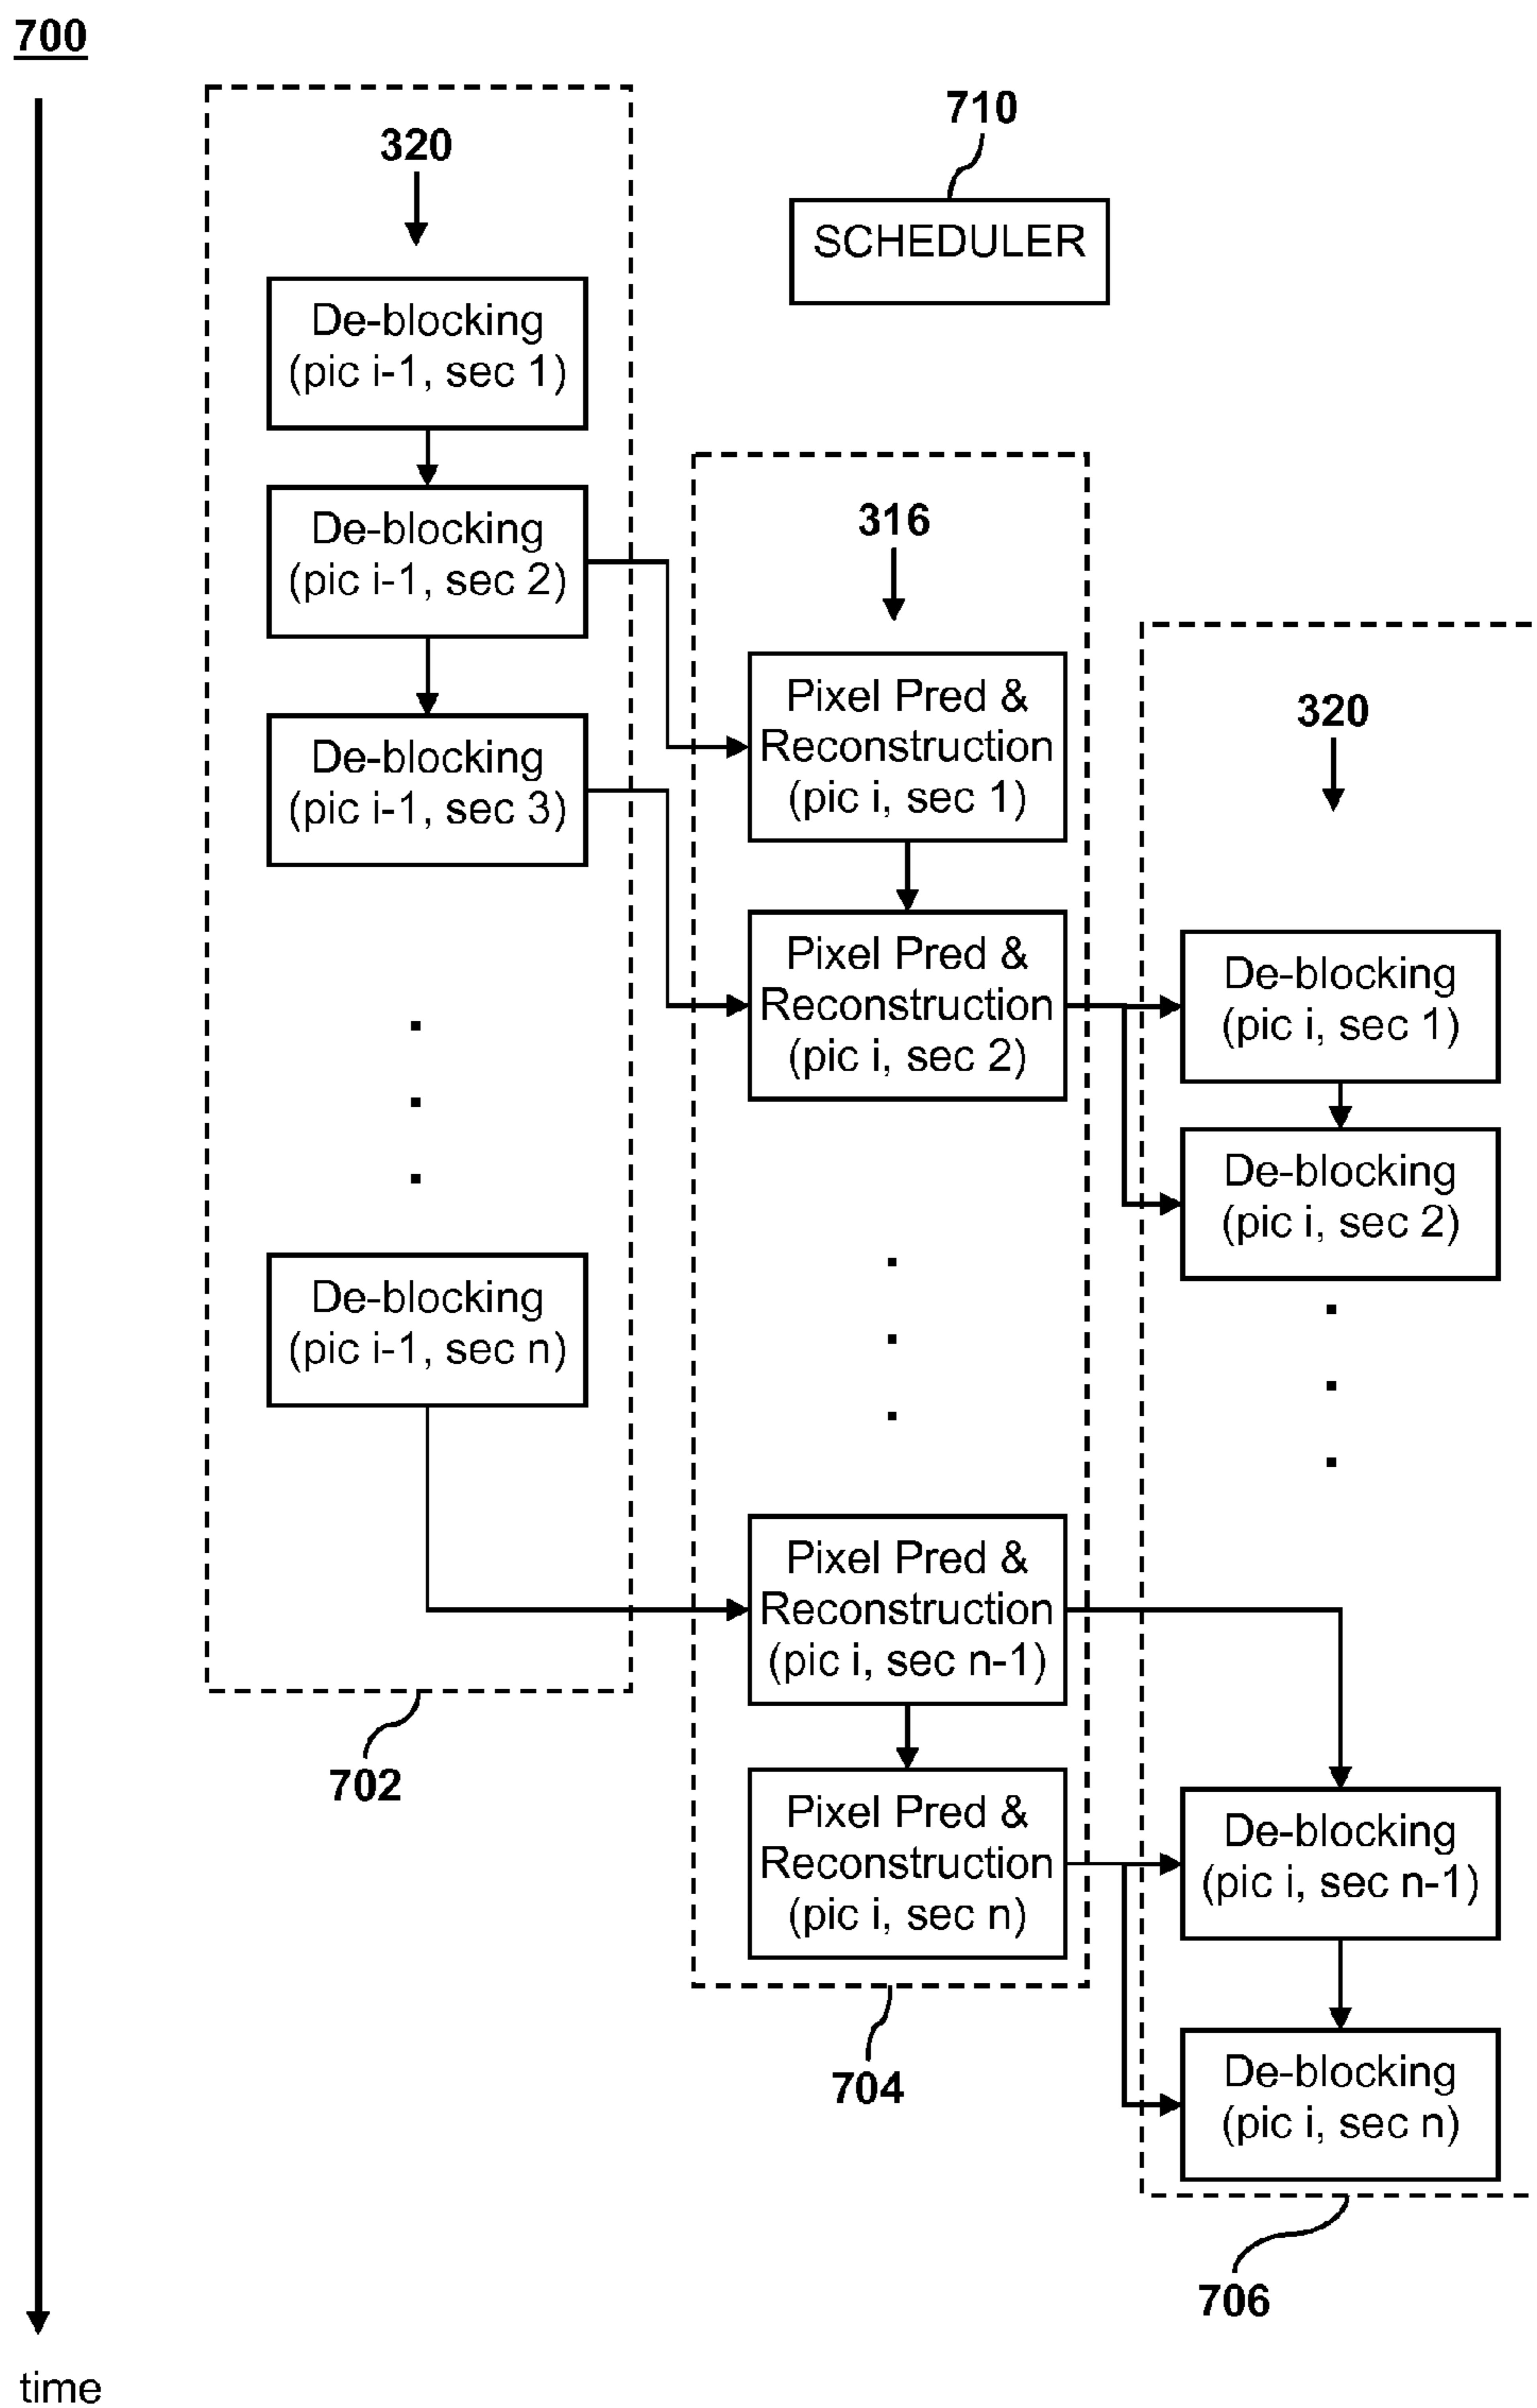 700
320
710
SCHEDULER
De-blocking
(pic i-1, sec 1)
De-blocking
(pic i-1, sec 2)
De-blocking
(pic i-1, sec 3)
De-blocking
(pic i-1, sec n)
702
316
Pixel Pred &
Reconstruction
(pic i, sec 1)
Pixel Pred &
Reconstruction
(pic i, sec 2)
Pixel Pred &
Reconstruction
(pic i, sec n-1)
Pixel Pred &
Reconstruction
(pic i, sec n)
704
320
De-blocking
(pic i, sec 1)
De-blocking
(pic i, sec 2)
De-blocking
(pic i, sec n-1)
De-blocking
(pic i, sec n)
706
time